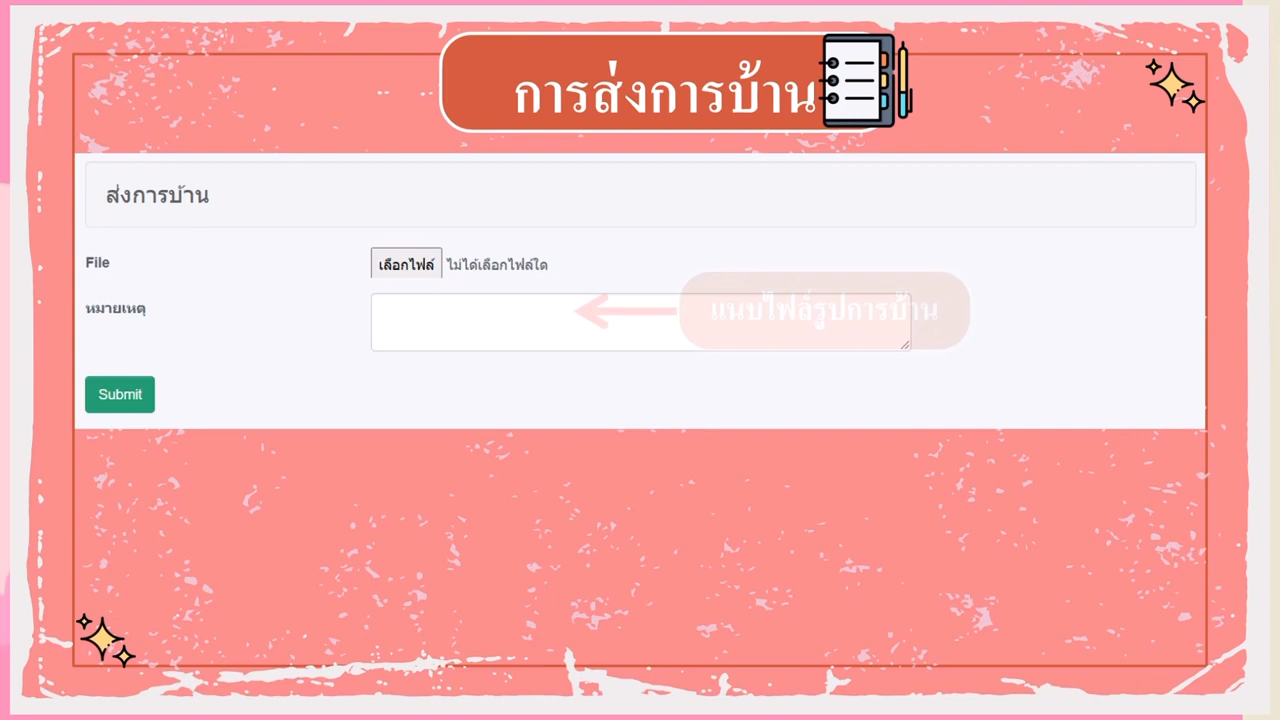 การส่งการบ้าน
ส่งการบ้าน
File
เลือกไฟล์ ไม่ได้เลือกไฟล์ใด
หมายเหตุ
แนบไฟล์รูปการบ้าน
Submit